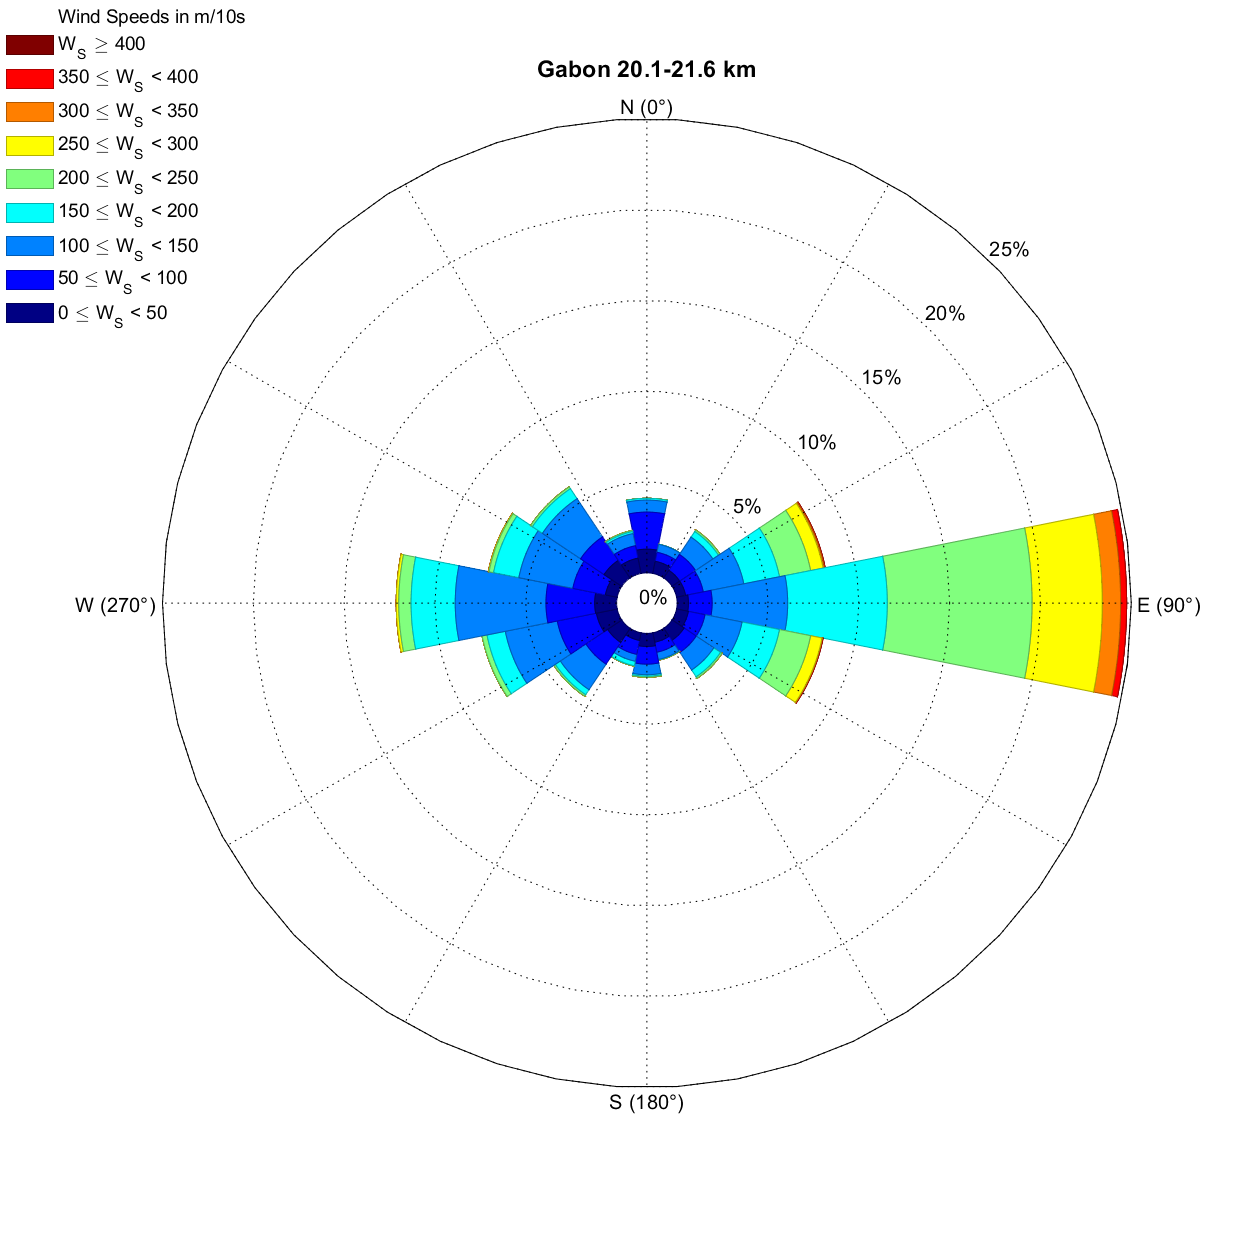 Wind Speeds in m/10s
W_S ≥ 400
350 ≤ W_S < 400
300 ≤ W_S < 350
250 ≤ W_S < 300
200 ≤ W_S < 250
150 ≤ W_S < 200
100 ≤ W_S < 150
50 ≤ W_S < 100
0 ≤ W_S < 50
Gabon 20.1-21.6 km
N (0°)
25%
20%
15%
10%
5%
0%
W (270°)
E (90°)
S (180°)